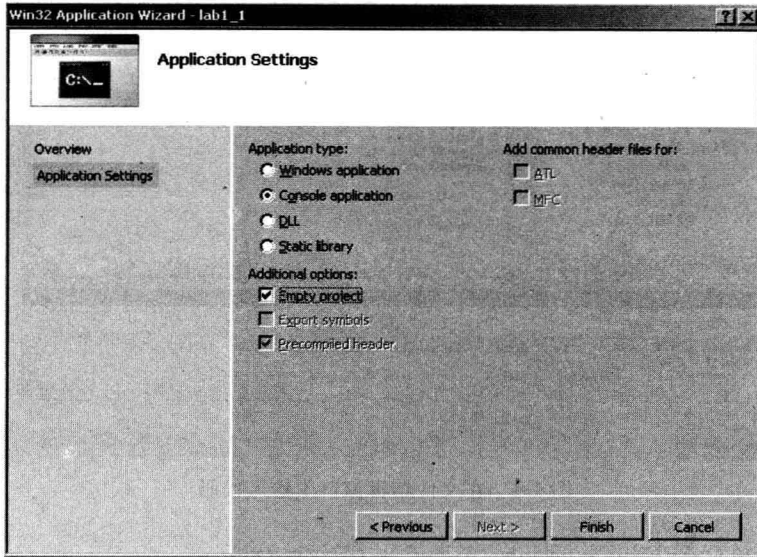 Win32 Application Wizard - lab1_1
C:\_
Application Settings
Overview
Application Settings
Application type:
Windows application
Console application
DLL
Static library
Additional options:
Empty project
Export symbols
Precompiled header
Add common header files for:
ATL
MFC
< Previous
Next >
Finish
Cancel